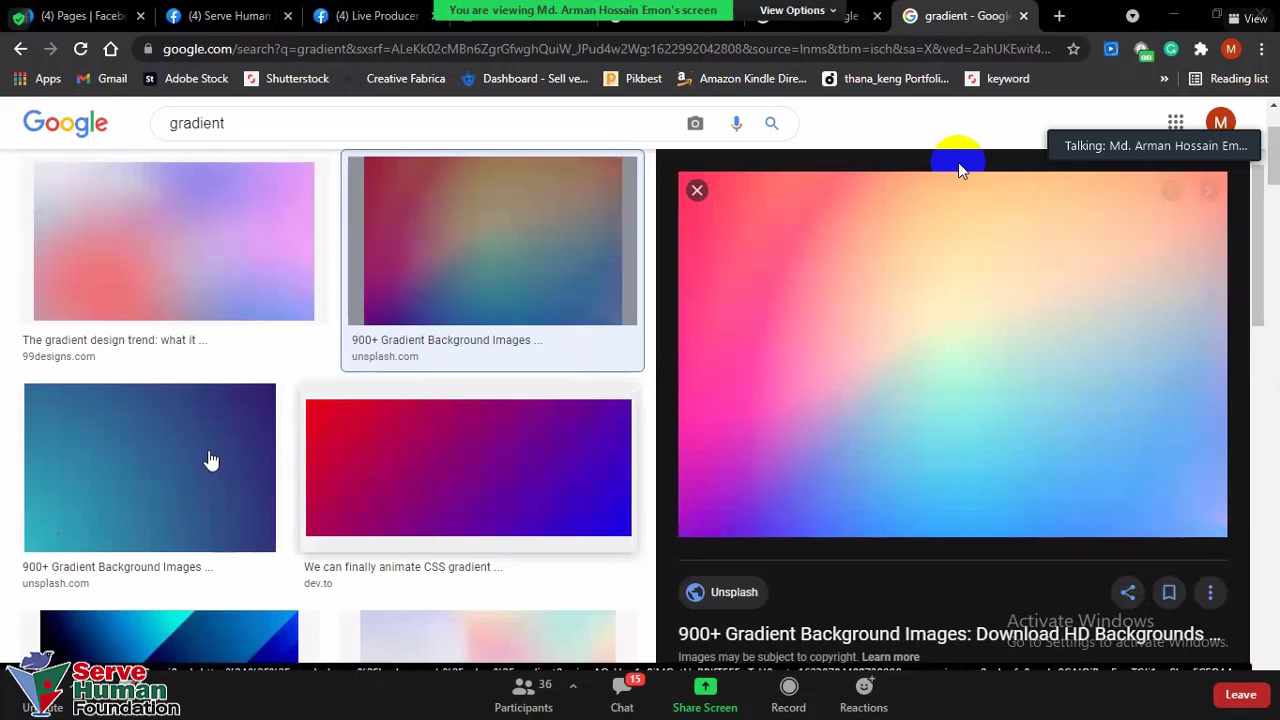 You are viewing Md. Arman Hossain Emon's screen
View Options
(4) Pages | Faceb
(4) Serve Human
(4) Live Producer
gradient - Goo
View
google.com/search?q=gradient&sxsrf=ALeKk02cMB6ZgrGfwghQuiW_JPud4w2Wg:1622992042808&source=lnms&tbm=isch&sa=X&ved=2ahUKEwit4...
on
M
Apps
Gmail
Adobe Stock
Shutterstock
Creative Fabrica
Dashboard - Sell ve...
Pikbest
Amazon Kindle Dire...
thana_keng Portfoli...
keyword
Reading list
Google
gradient
M
Talking: Md. Arman Hossain Em...
The gradient design trend: what it ...
99designs.com
900+ Gradient Background Images ...
unsplash.com
900+ Gradient Background Images ...
unsplash.com
We can finally animate CSS gradient ...
dev.to
Unsplash
900+ Gradient Background Images: Download HD Backgrounds ...
Images may be subject to copyright. Learn more
Activate Windows
Go to Settings to activate Windows.
Serve
Human
Foundation
36
Participants
15
Chat
Share Screen
Record
Reactions
Leave